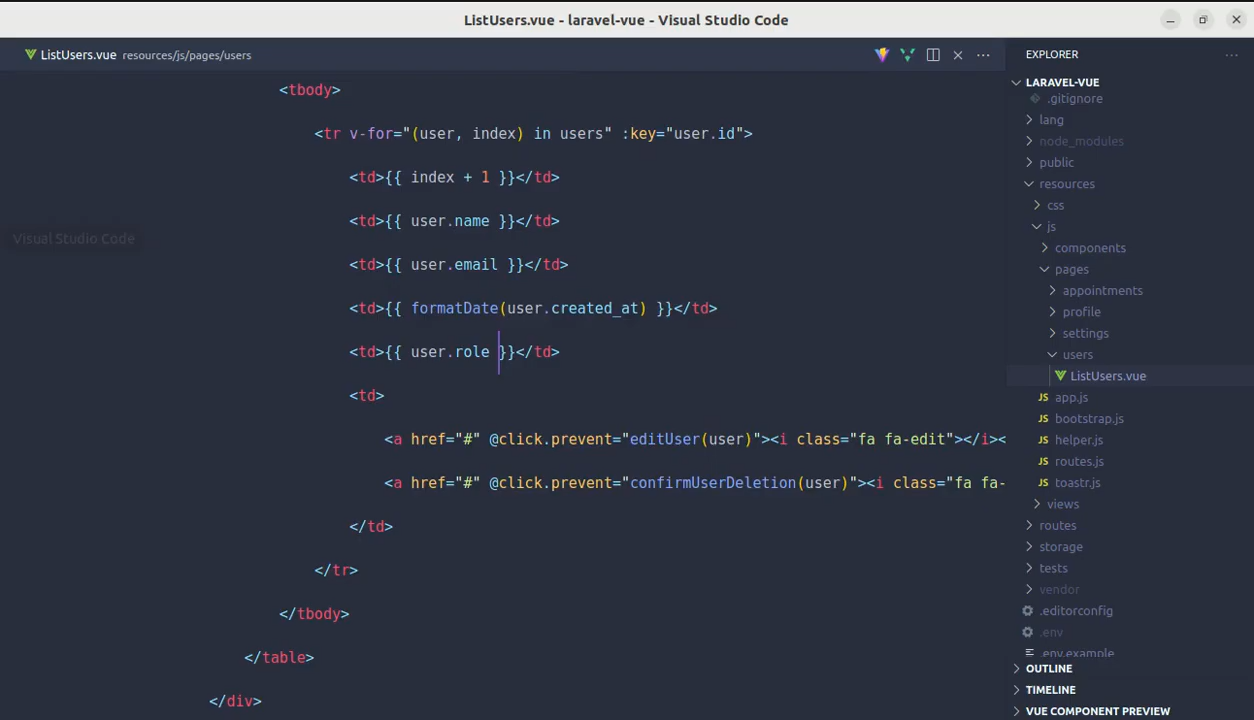 ListUsers.vue - laravel-vue - Visual Studio Code
ListUsers.vue resources/js/pages/users
<tbody>
<tr v-for="(user, index) in users" :key="user.id">
<td>{{ index + 1 }}</td>
<td>{{ user.name }}</td>
Visual Studio Code
<td>{{ user.email }}</td>
<td>{{ formatDate(user.created_at) }}</td>
<td>{{ user.role }}</td>
<td>
<a href="#" @click.prevent="editUser(user)"><i class="fa fa-edit"></i><
<a href="#" @click.prevent="confirmUserDeletion(user)"><i class="fa fa-
</td>
</tr>
</tbody>
</table>
</div>
EXPLORER
LARAVEL-VUE
.gitignore
lang
node_modules
public
resources
css
js
components
pages
appointments
profile
settings
users
ListUsers.vue
JS app.js
JS bootstrap.js
JS helper.js
JS routes.js
JS toastr.js
views
routes
storage
tests
vendor
.editorconfig
.env
.env.example
OUTLINE
TIMELINE
VUE COMPONENT PREVIEW